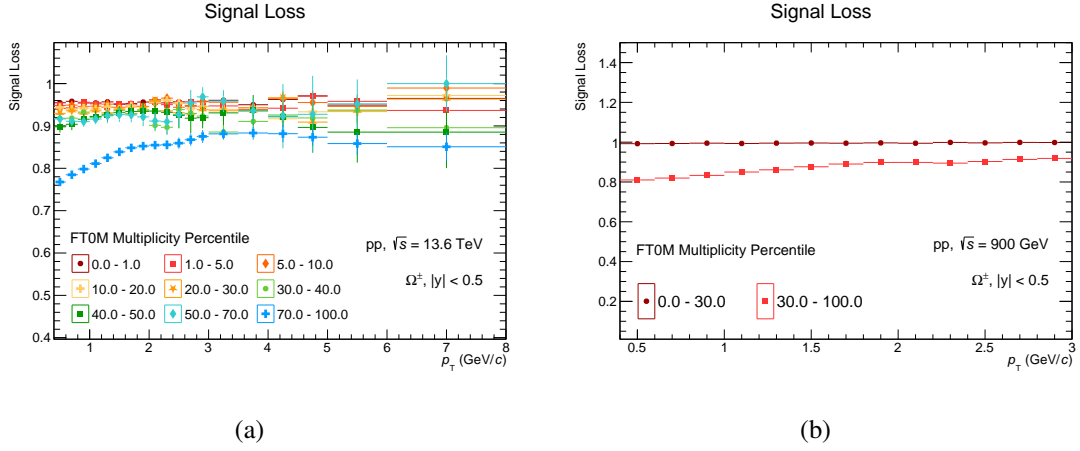 Signal Loss
Signal Loss
1
0.9
0.8
0.7
0.6
0.5
0.4
FT0M Multiplicity Percentile
0.0 - 1.0 1.0 - 5.0 5.0 - 10.0
10.0 - 20.0 20.0 - 30.0 30.0 - 40.0
40.0 - 50.0 50.0 - 70.0 70.0 - 100.0
pp, √s = 13.6 TeV
Ω±, |y| < 0.5
1 2 3 4 5 6 7 8
p_T (GeV/c)
(a)
Signal Loss
Signal Loss
1.4
1.2
1
0.8
0.6
0.4
0.2
FT0M Multiplicity Percentile
0.0 - 30.0 30.0 - 100.0
pp, √s = 900 GeV
Ω±, |y| < 0.5
0.5 1 1.5 2 2.5 3
p_T (GeV/c)
(b)